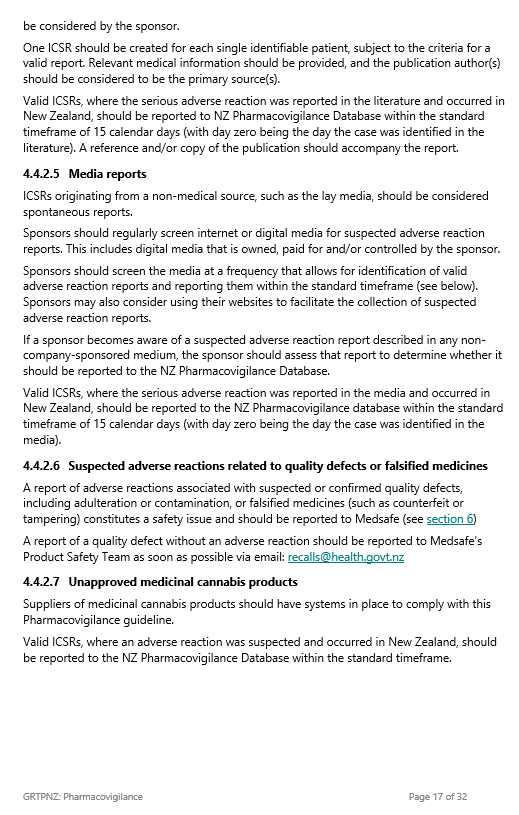 be considered by the sponsor.
One ICSR should be created for each single identifiable patient, subject to the criteria for a
valid report. Relevant medical information should be provided, and the publication author(s)
should be considered to be the primary source(s).
Valid ICSRs, where the serious adverse reaction was reported in the literature and occurred in
New Zealand, should be reported to NZ Pharmacovigilance Database within the standard
timeframe of 15 calendar days (with day zero being the day the case was identified in the
literature). A reference and/or copy of the publication should accompany the report.
4.4.2.5 Media reports
ICSRs originating from a non-medical source, such as the lay media, should be considered
spontaneous reports.
Sponsors should regularly screen internet or digital media for suspected adverse reaction
reports. This includes digital media that is owned, paid for and/or controlled by the sponsor.
Sponsors should screen the media at a frequency that allows for identification of valid
adverse reaction reports and reporting them within the standard timeframe (see below).
Sponsors may also consider using their websites to facilitate the collection of suspected
adverse reaction reports.
If a sponsor becomes aware of a suspected adverse reaction report described in any non-
company-sponsored medium, the sponsor should assess that report to determine whether it
should be reported to the NZ Pharmacovigilance Database.
Valid ICSRs, where the serious adverse reaction was reported in the media and occurred in
New Zealand, should be reported to the NZ Pharmacovigilance database within the standard
timeframe of 15 calendar days (with day zero being the day the case was identified in the
media).
4.4.2.6 Suspected adverse reactions related to quality defects or falsified medicines
A report of adverse reactions associated with suspected or confirmed quality defects,
including adulteration or contamination, or falsified medicines (such as counterfeit or
tampering) constitutes a safety issue and should be reported to Medsafe (see section 6)
A report of a quality defect without an adverse reaction should be reported to Medsafe's
Product Safety Team as soon as possible via email: recalls@health.govt.nz
4.4.2.7 Unapproved medicinal cannabis products
Suppliers of medicinal cannabis products should have systems in place to comply with this
Pharmacovigilance guideline.
Valid ICSRs, where an adverse reaction was suspected and occurred in New Zealand, should
be reported to the NZ Pharmacovigilance Database within the standard timeframe.
GRTPNZ: Pharmacovigilance
Page 17 of 32